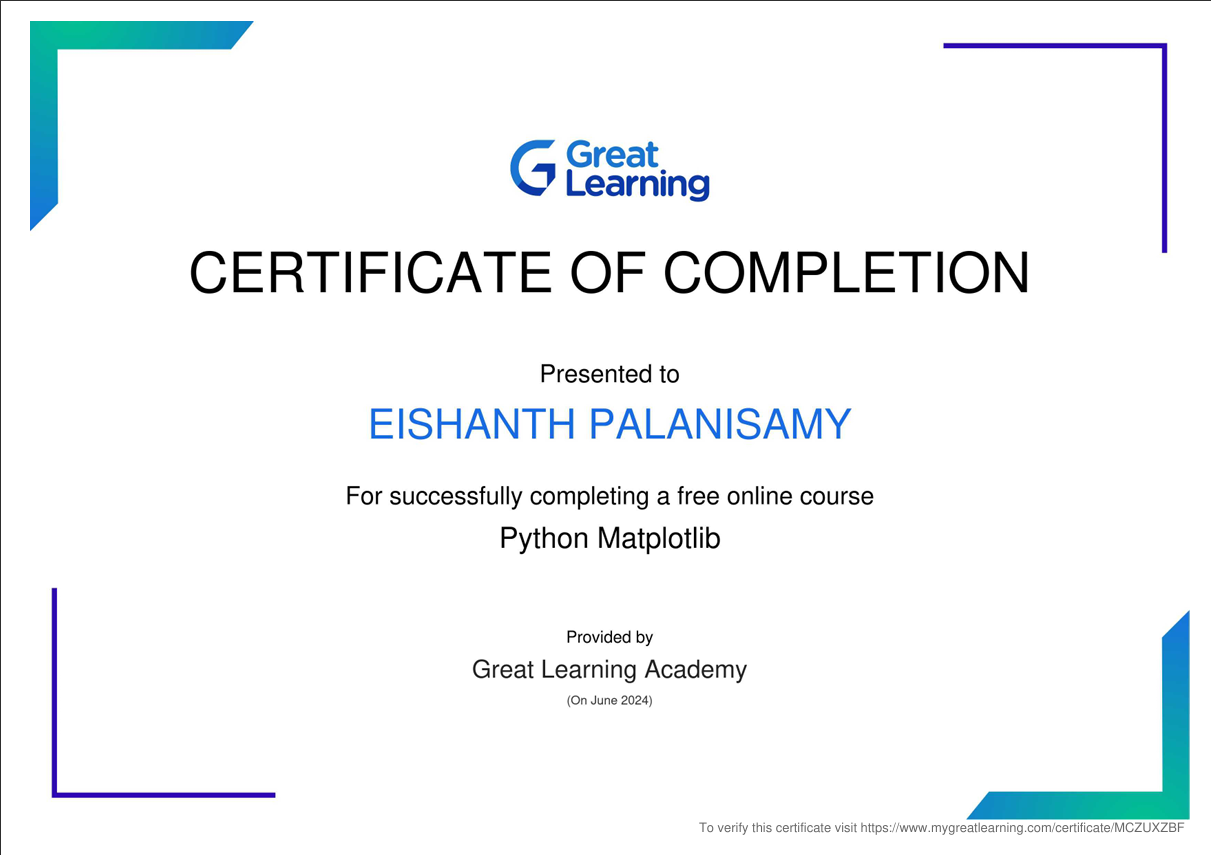 Great
Learning
CERTIFICATE OF COMPLETION
Presented to
EISHANTH PALANISAMY
For successfully completing a free online course
Python Matplotlib
Provided by
Great Learning Academy
(On June 2024)
To verify this certificate visit https://www.mygreatlearning.com/certificate/MCZUXZBF